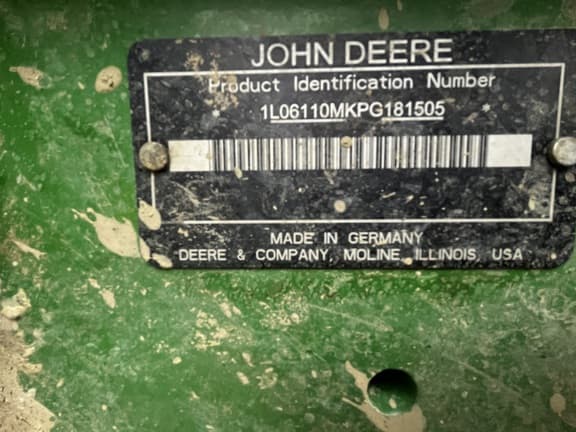 JOHN DEERE
Product Identification Number
1L06110MKPG181505
MADE IN GERMANY
DEERE & COMPANY, MOLINE, ILLINOIS, USA